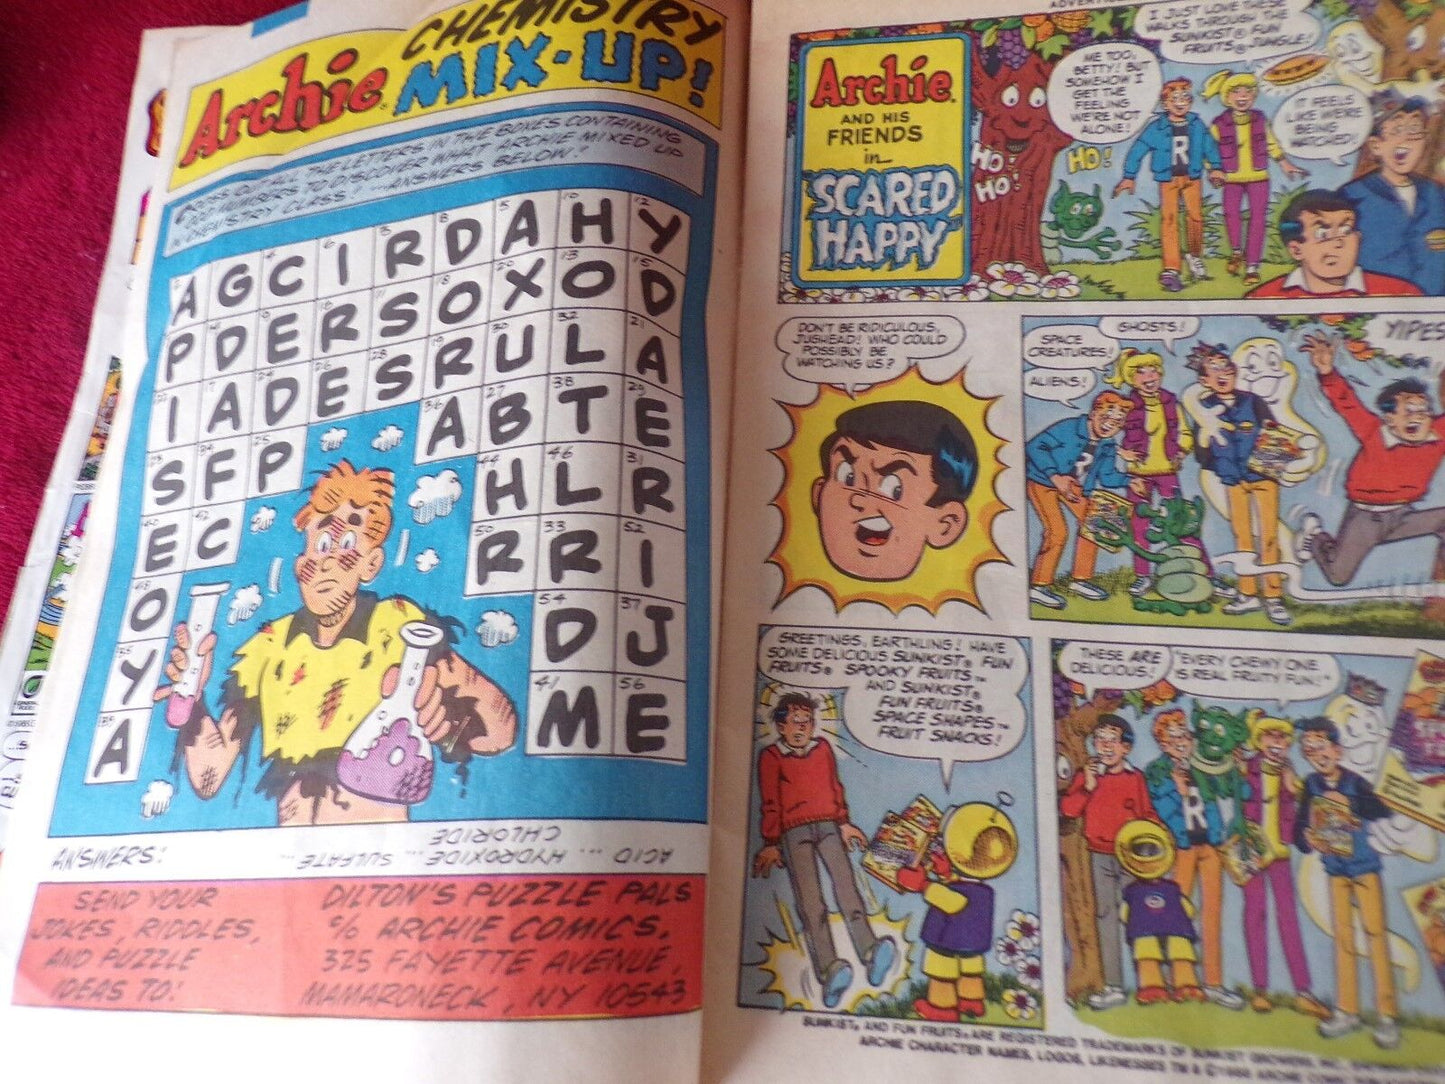 Archie CHEMISTRY
MIX-UP!
CROSS OUT ALL THE LETTERS IN THE BOXES CONTAINING
ODD NUMBERS TO DISCOVER WHAT ARCHIE MIXED UP
IN CHEMISTRY CLASS! - ANSWERS BELOW!
A G C I R D A H Y
P D E R S O X O D
I A D E S R U L A
S F P A B T E
E C H L R
O R R I
Y D J
A M E
ANSWERS:
ACID ... HYDROXIDE ... SULFATE ...
CHLORIDE
SEND YOUR
JOKES, RIDDLES,
AND PUZZLE
IDEAS TO:
DILTON'S PUZZLE PALS
c/o ARCHIE COMICS,
325 FAYETTE AVENUE,
MAMARONECK, NY 10543
Archie
AND HIS
FRIENDS
in...
SCARED
HAPPY
HO!
HO!
HO!
ME TOO,
BETTY! BUT
SOMEHOW I
GET THE
FEELING
WE'RE NOT
ALONE!
I JUST LOVE THESE
WALKS THROUGH THE
SUNKIST® FUN
FRUITS® JUNGLE!
R
IT FEELS
LIKE WE'RE
BEING
WATCHED!
DON'T BE RIDICULOUS,
JUGHEAD! WHO COULD
POSSIBLY BE
WATCHING US?
SPACE
CREATURES!
GHOSTS!
ALIENS!
YIPES
GREETINGS, EARTHLING! HAVE
SOME DELICIOUS SUNKIST® FUN
FRUITS® SPOOKY FRUITS™
AND SUNKIST®
FUN FRUITS®
SPACE SHAPES™
FRUIT SNACKS!
THESE ARE
DELICIOUS!
"EVERY CHEWY ONE
IS REAL FRUITY FUN!"
R
SUNKIST® AND FUN FRUITS® ARE REGISTERED TRADEMARKS OF SUNKIST GROWERS, INC.
ARCHIE CHARACTER NAMES, LOGOS, LIKENESSES TM &